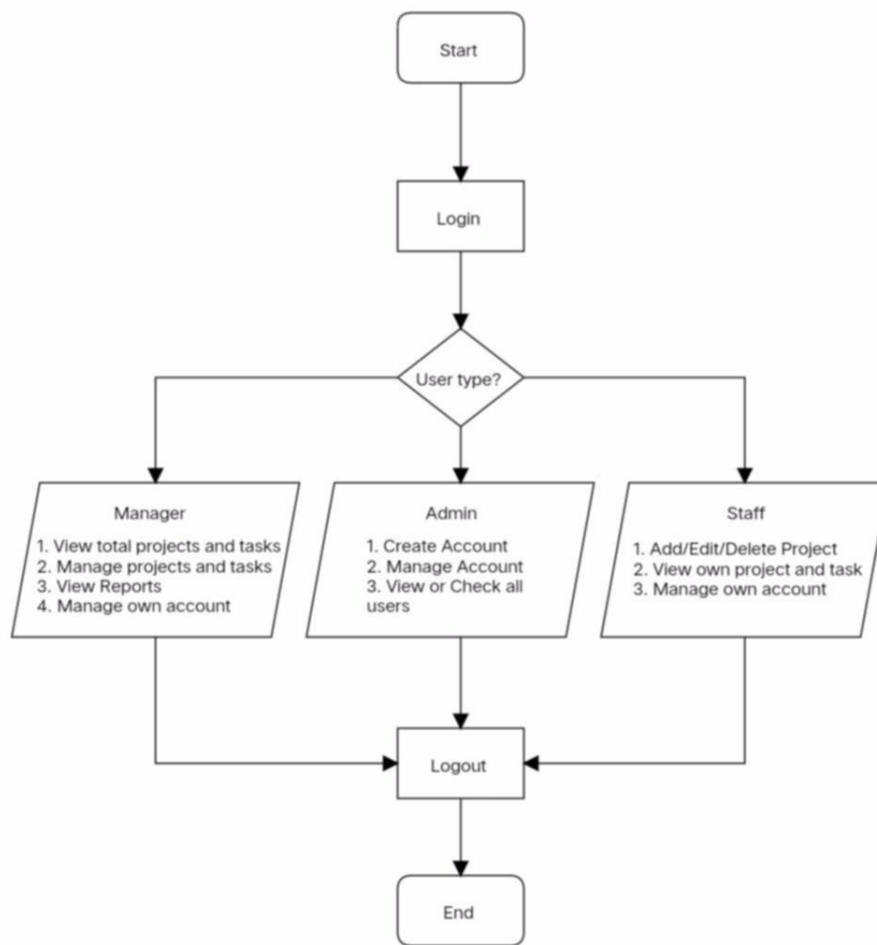 Start
Login
User type?
Manager
1. View total projects and tasks
2. Manage projects and tasks
3. View Reports
4. Manage own account
Admin
1. Create Account
2. Manage Account
3. View or Check all
users
Staff
1. Add/Edit/Delete Project
2. View own project and task
3. Manage own account
Logout
End